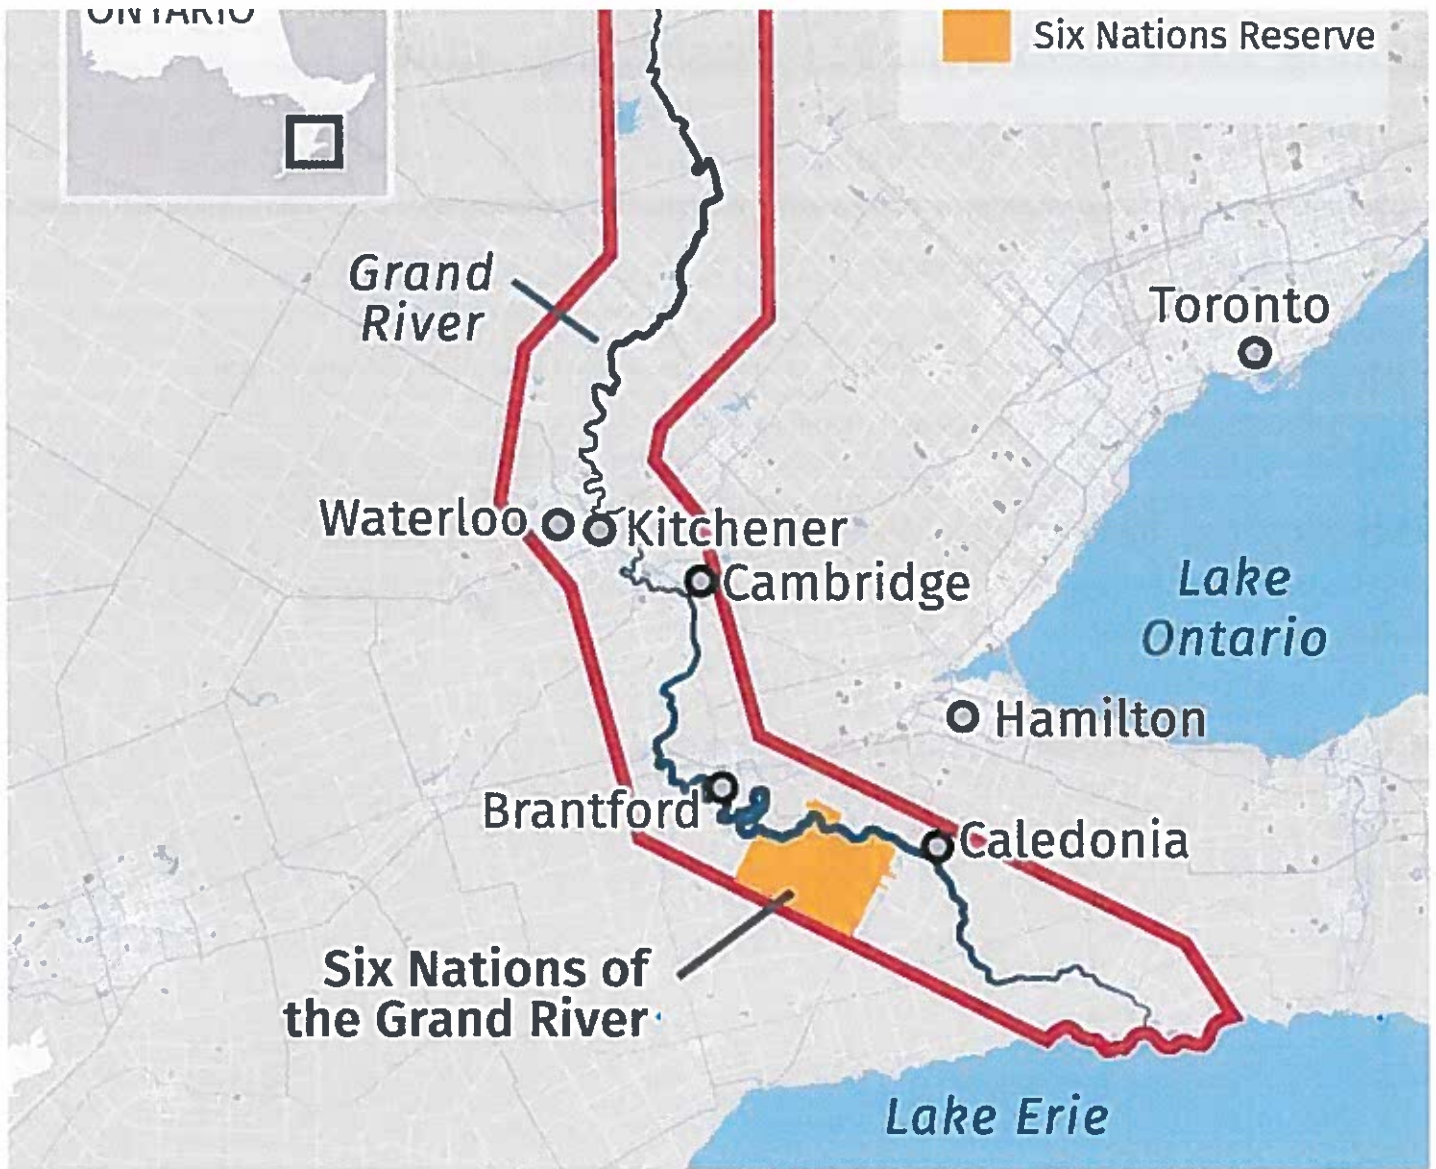 ONTARIO
Six Nations Reserve
Grand
River
Toronto
Waterloo
Kitchener
Cambridge
Lake
Ontario
Hamilton
Brantford
Caledonia
Six Nations of
the Grand River
Lake Erie